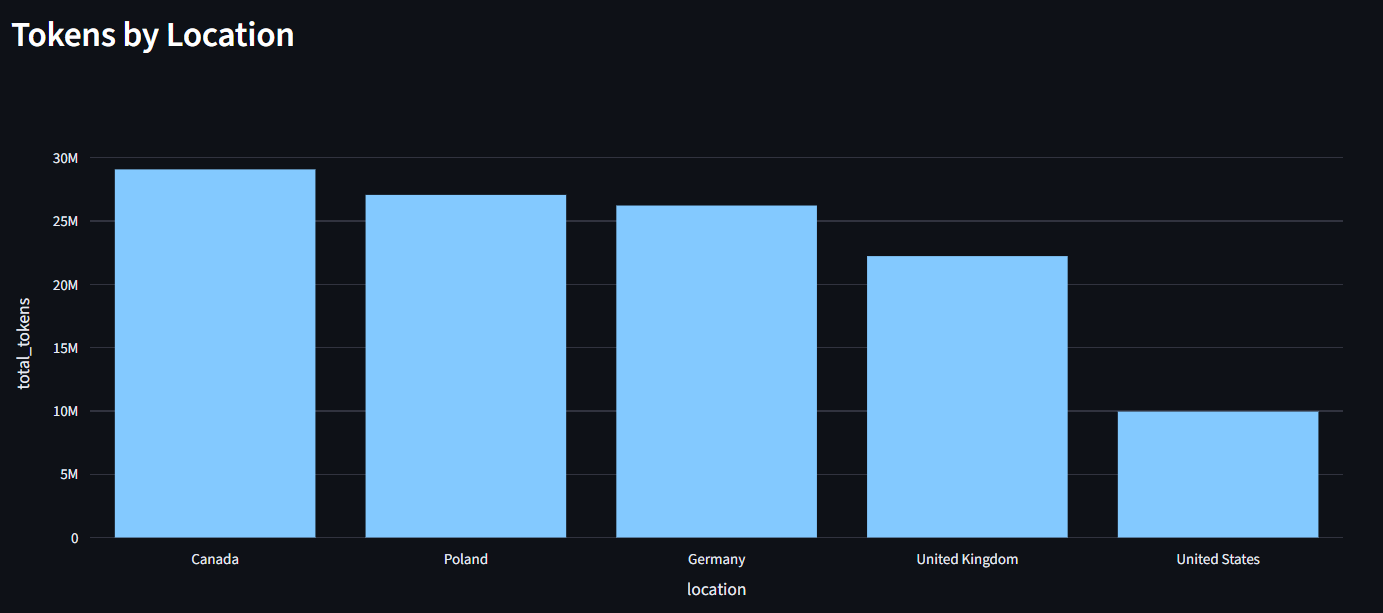 Tokens by Location
30M
25M
20M
15M
10M
5M
0
total_tokens
Canada
Poland
Germany
United Kingdom
United States
location